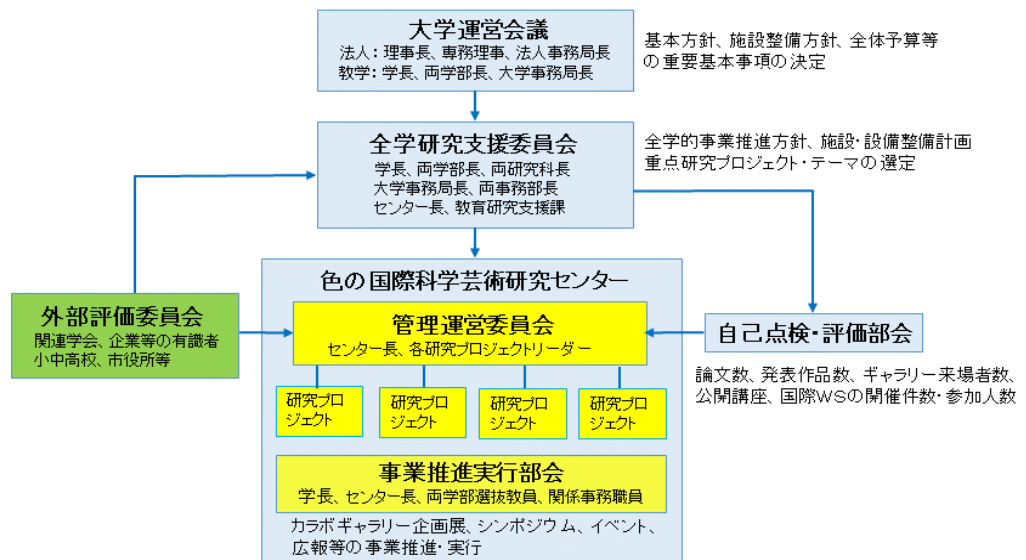 大学運営会議
法人：理事長、専務理事、法人事務局長
教学：学長、両学部長、大学事務局長
基本方針、施設整備方針、全体予算等
の重要基本事項の決定
全学研究支援委員会
学長、両学部長、両研究科長
大学事務局長、両事務部長
センター長、教育研究支援課
全学的事業推進方針、施設・設備整備計画
重点研究プロジェクト・テーマの選定
色の国際科学芸術研究センター
外部評価委員会
関連学会、企業等の有識者
小中高校、市役所等
管理運営委員会
センター長、各研究プロジェクトリーダー
自己点検・評価部会
論文数、発表作品数、ギャラリー来場者数、
公開講座、国際WSの開催件数・参加人数
研究プロ
ジェクト
研究プロ
ジェクト
研究プロ
ジェクト
研究プロ
ジェクト
事業推進実行部会
学長、センター長、両学部選抜教員、関係事務職員
カラボギャラリー企画展、シンポジウム、イベント、
広報等の事業推進・実行